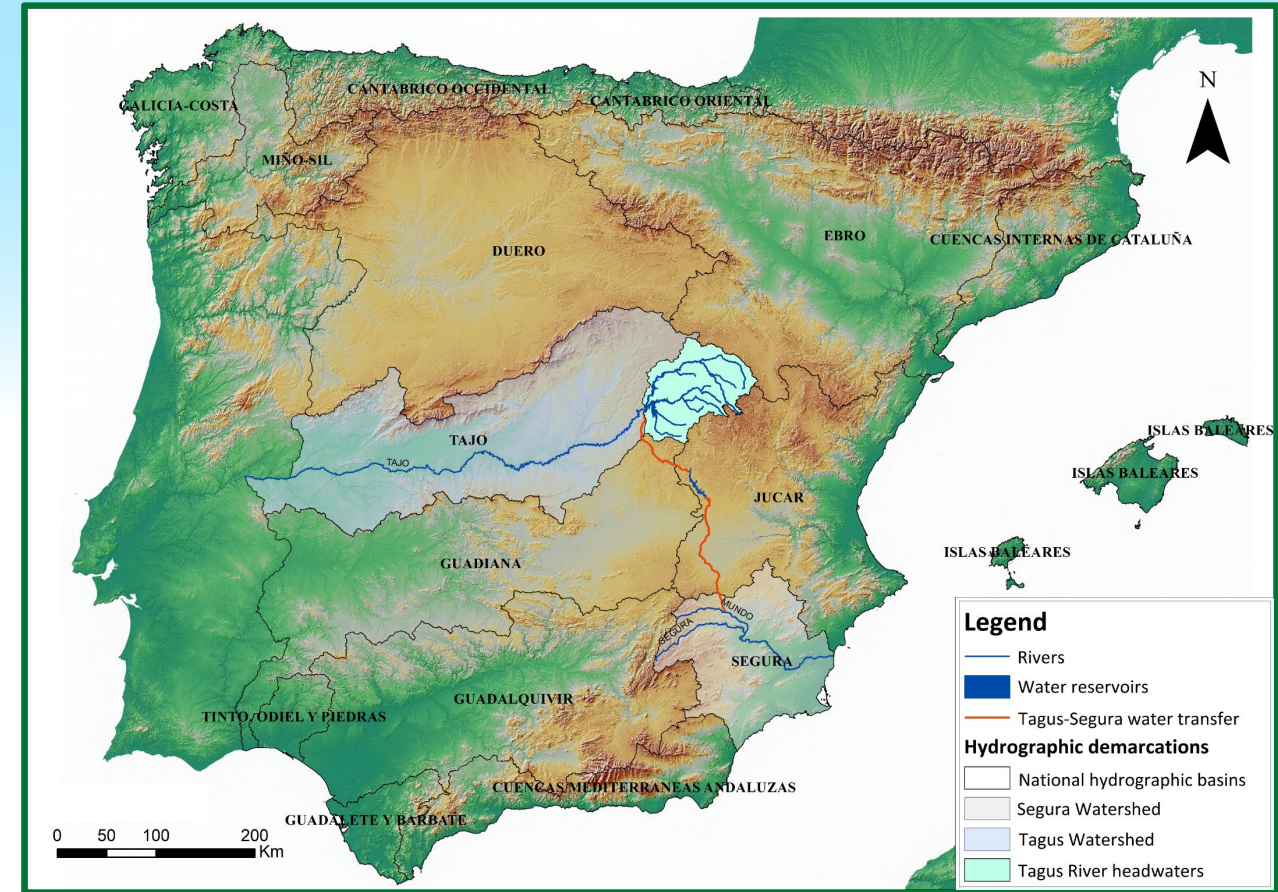 CANTABRICO OCCIDENTAL
CANTABRICO ORIENTAL
GALICIA-COSTA
N
MIÑO-SIL
EBRO
CUENCAS INTERNAS DE CATALUÑA
DUERO
ISLAS BALEARES
TAJO
TAJO
ISLAS BALEARES
JUCAR
ISLAS BALEARES
GUADIANA
MUNDO
SEGURA
SEGURA
GUADALQUIVIR
TINTO, ODIEL Y PIEDRAS
CUENCAS MEDITERRANEAS ANDALUZAS
GUADALETE Y BARBATE
0 50 100 200
Km
Legend
Rivers
Water reservoirs
Tagus-Segura water transfer
Hydrographic demarcations
National hydrographic basins
Segura Watershed
Tagus Watershed
Tagus River headwaters